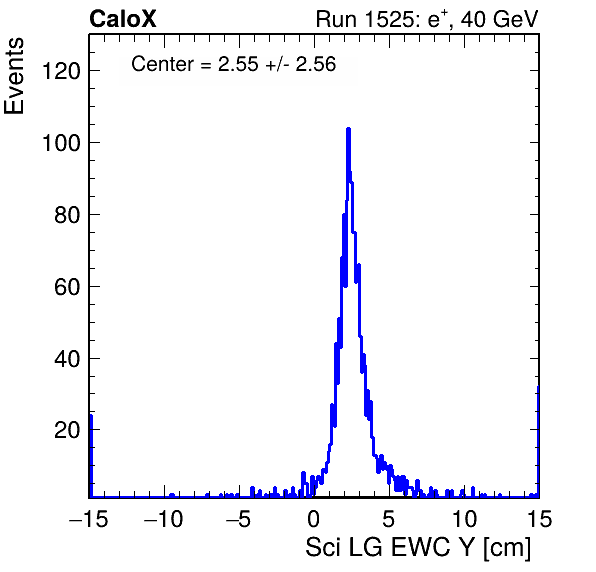 CaloX Run 1525: e⁺, 40 GeV
Events
Center = 2.55 +/- 2.56
120
100
80
60
40
20
−15 −10 −5 0 5 10 15
Sci LG EWC Y [cm]